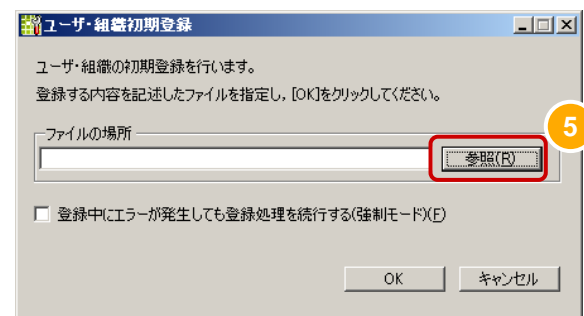 ユーザ・組織初期登録
ユーザ・組織の初期登録を行います。
登録する内容を記述したファイルを指定し，[OK]をクリックしてください。
ファイルの場所
5
参照(R)
登録中にエラーが発生しても登録処理を続行する(強制モード)(F)
OK
キャンセル